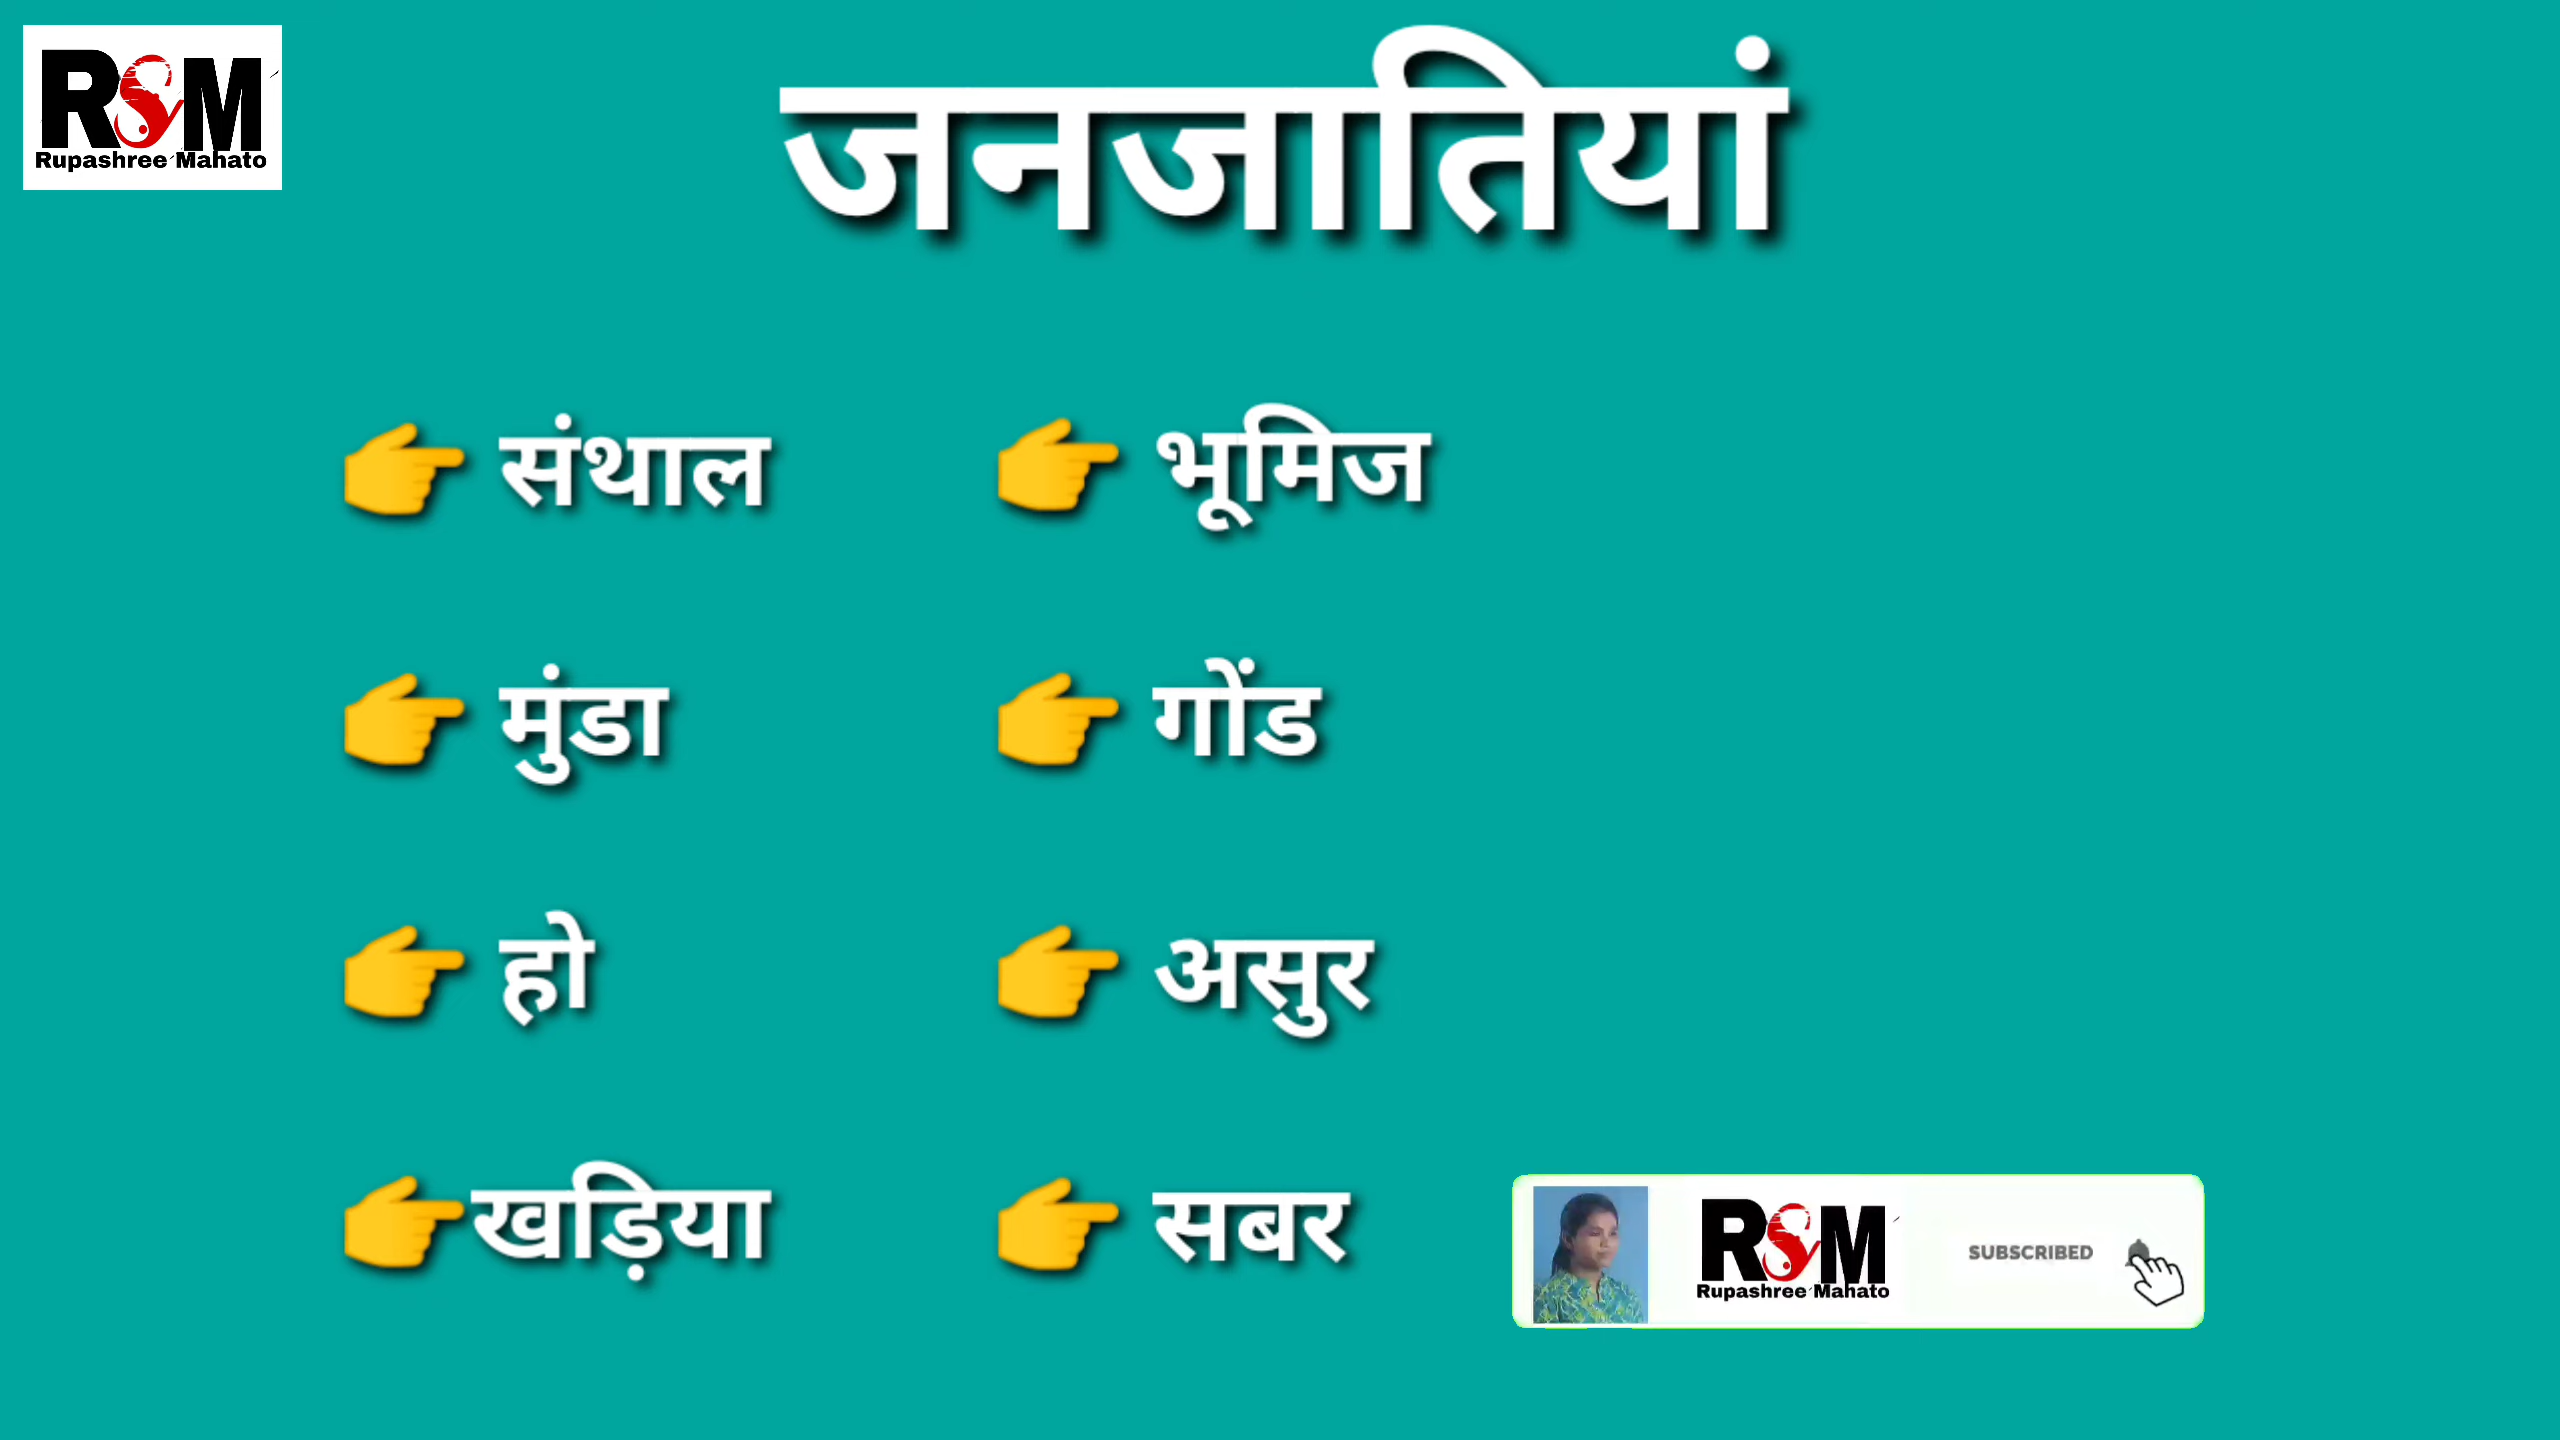 RSM
Rupashree Mahato
जनजातियां
👉 संथाल
👉 भूमिज
👉 मुंडा
👉 गोंड
👉 हो
👉 असुर
👉खड़िया
👉 सबर
RSM
Rupashree Mahato
SUBSCRIBED